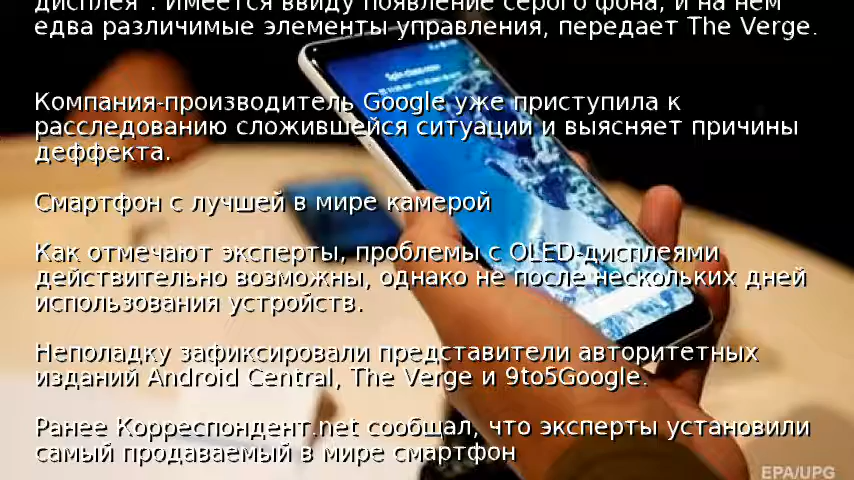 дисплея". Имеется ввиду появление серого фона, и на нем
едва различимые элементы управления, передает The Verge.
Компания-производитель Google уже приступила к
расследованию сложившейся ситуации и выясняет причины
деффекта.
Смартфон с лучшей в мире камерой
Как отмечают эксперты, проблемы с OLED-дисплеями
действительно возможны, однако не после нескольких дней
использования устройств.
Неполадку зафиксировали представители авторитетных
изданий Android Central, The Verge и 9to5Google.
Ранее Корреспондент.net сообщал, что эксперты установили
самый продаваемый в мире смартфон
EPA/UPG